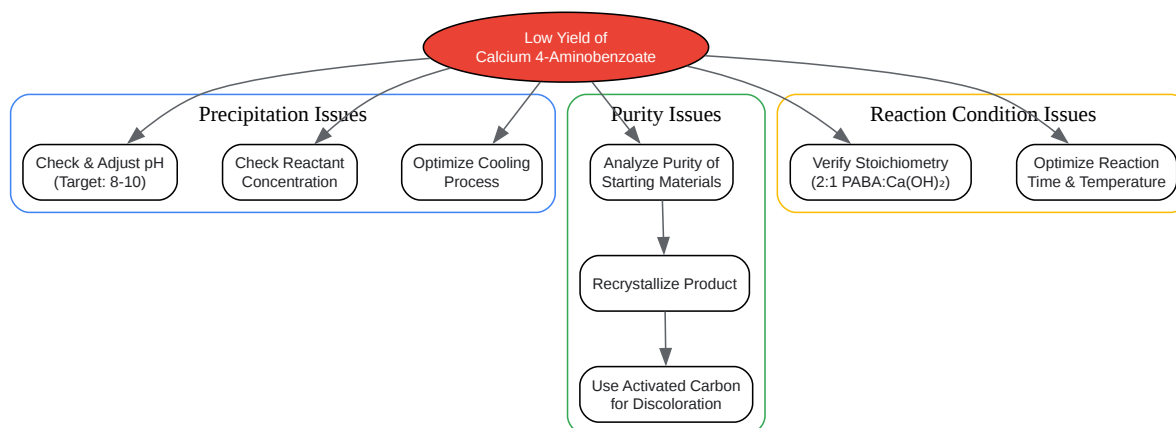 Low Yield of
Calcium 4-Aminobenzoate
Precipitation Issues
Purity Issues
Reaction Condition Issues
Check & Adjust pH
(Target: 8-10)
Check Reactant
Concentration
Optimize Cooling
Process
Analyze Purity of
Starting Materials
Verify Stoichiometry
(2:1 PABA:Ca(OH)₂)
Optimize Reaction
Time & Temperature
Recrystallize Product
Use Activated Carbon
for Discoloration